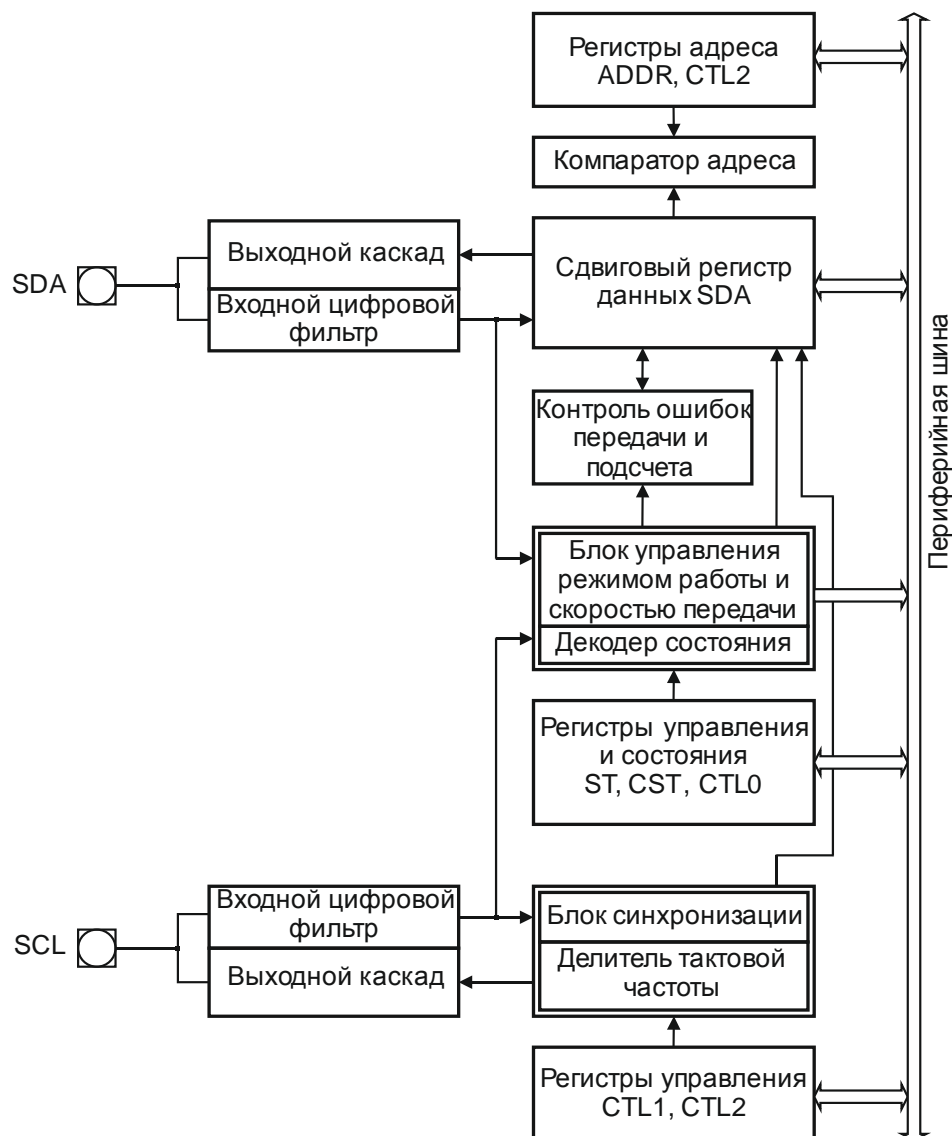 Регистры адреса
ADDR, CTL2
Компаратор адреса
Выходной каскад
SDA
Входной цифровой
фильтр
Сдвиговый регистр
данных SDA
Контроль ошибок
передачи и
подсчета
Периферийная шина
Блок управления
режимом работы и
скоростью передачи
Декодер состояния
Регистры управления
и состояния
ST, CST, CTL0
Входной цифровой
фильтр
SCL
Выходной каскад
Блок синхронизации
Делитель тактовой
частоты
Регистры управления
CTL1, CTL2